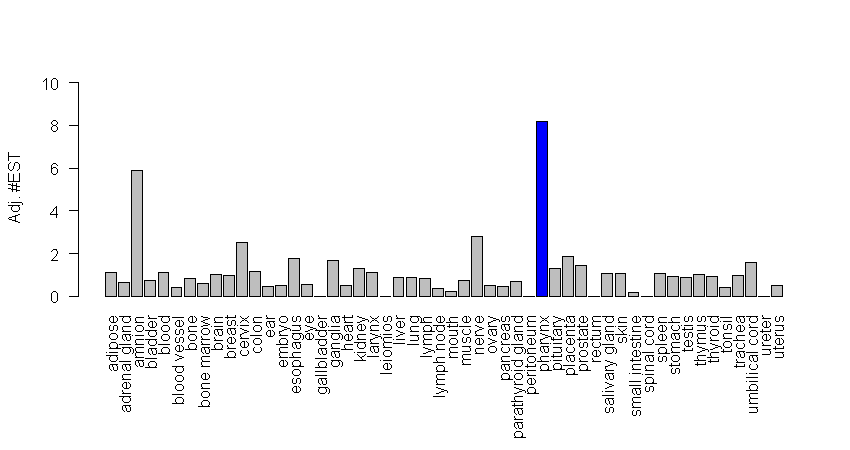 Adj. #EST
10
8
6
4
2
0
adipose
adrenal gland
amnion
bladder
blood
blood vessel
bone
bone marrow
brain
breast
cervix
colon
ear
embryo
esophagus
eye
gallbladder
ganglia
heart
kidney
larynx
leiomios
liver
lung
lymph
lymph node
mouth
muscle
nerve
ovary
pancreas
parathyroid gland
peritoneum
pharynx
pituitary
placenta
prostate
rectum
salivary gland
skin
small intestine
spinal cord
spleen
stomach
testis
thymus
thyroid
tonsil
trachea
umbilical cord
ureter
uterus